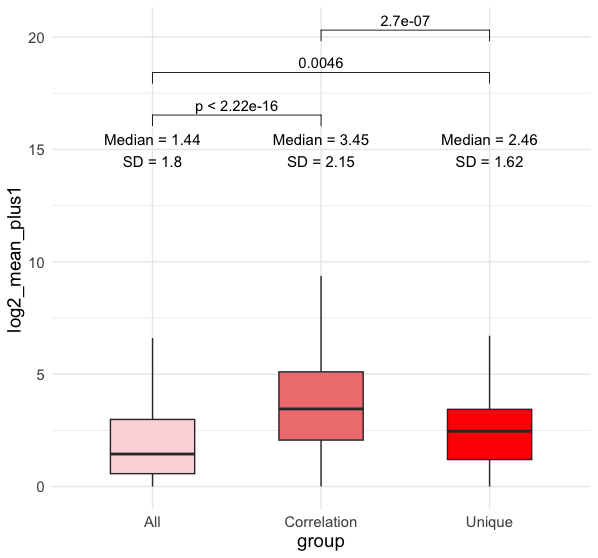 20
2.7e-07
0.0046
p < 2.22e-16
Median = 1.44 Median = 3.45 Median = 2.46
15
SD = 1.8 SD = 2.15 SD = 1.62
log2_mean_plus1
10
5
0
All Correlation Unique
group